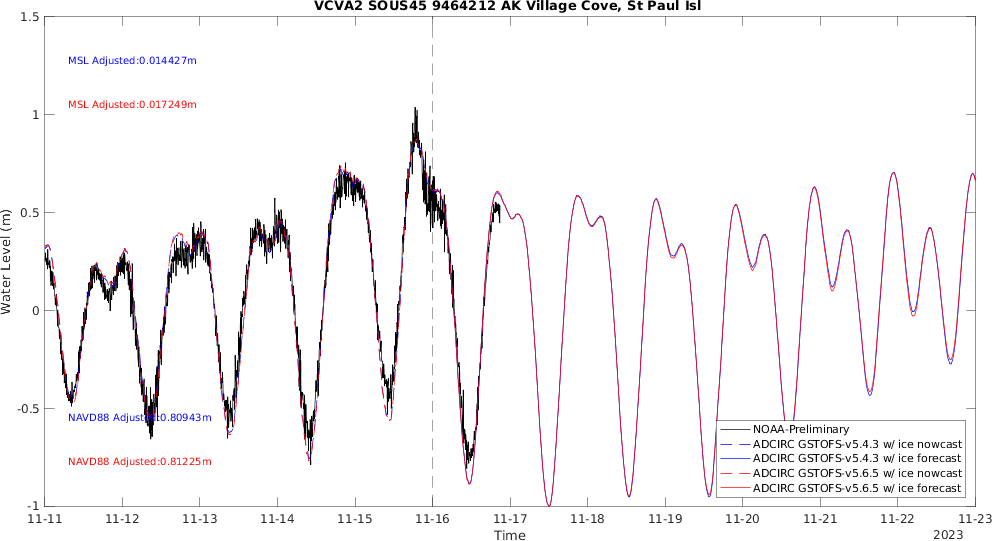 VCVA2 SOUS45 9464212 AK Village Cove, St Paul Isl
1.5
1
0.5
0
-0.5
-1
Water Level (m)
MSL Adjusted:0.014427m
MSL Adjusted:0.017249m
NAVD88 Adjusted:0.80943m
NAVD88 Adjusted:0.81225m
NOAA-Preliminary
ADCIRC GSTOFS-v5.4.3 w/ ice nowcast
ADCIRC GSTOFS-v5.4.3 w/ ice forecast
ADCIRC GSTOFS-v5.6.5 w/ ice nowcast
ADCIRC GSTOFS-v5.6.5 w/ ice forecast
11-11 11-12 11-13 11-14 11-15 11-16 11-17 11-18 11-19 11-20 11-21 11-22 11-23
Time
2023